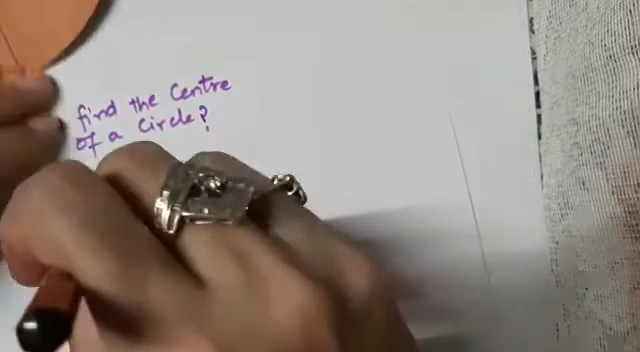 find the Centre
of a Circle?